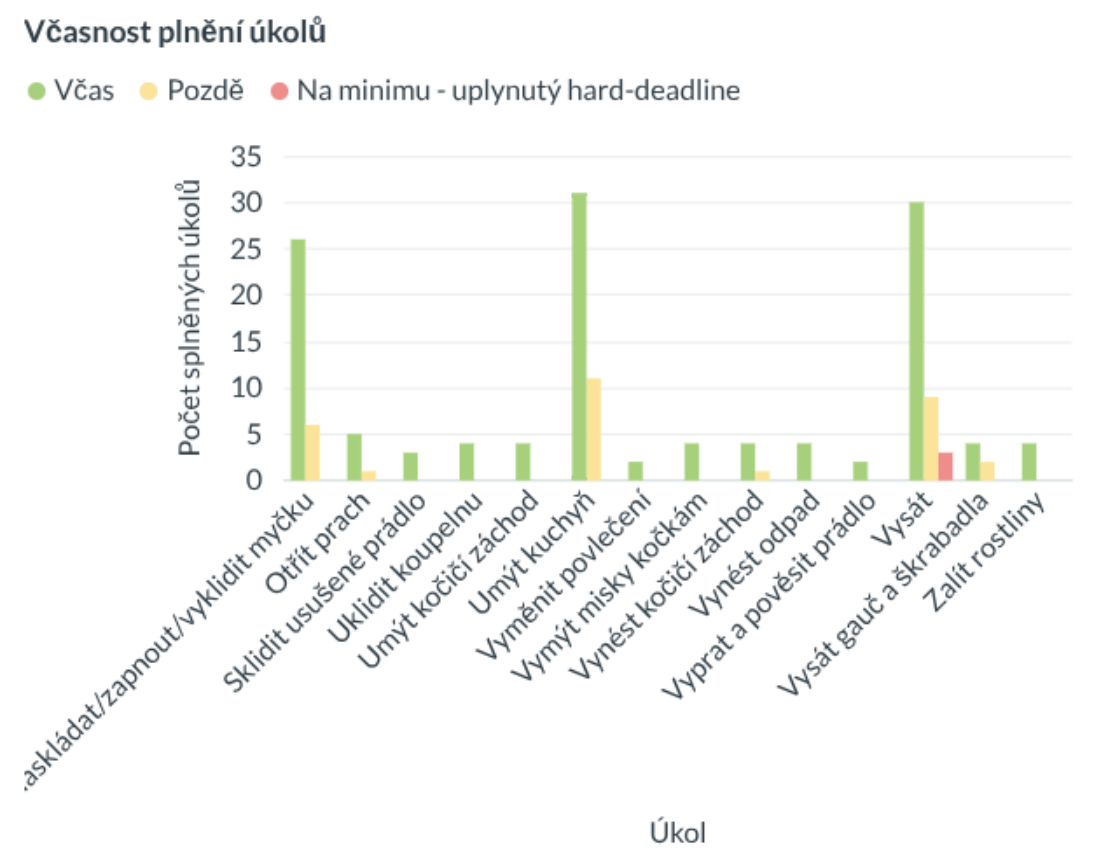 Včasnost plnění úkolů
Včas Pozdě Na minimu - uplynutý hard-deadline
Počet splněných úkolů
35
30
25
20
15
10
5
0
askládat/zapnout/vyklidit myčku
Otřít prach
Sklidit usušené prádlo
Uklidit koupelnu
Umýt kočičí záchod
Umýt kuchyň
Vyměnit povlečení
Vymýt misky kočkám
Vynést kočičí záchod
Vynést odpad
Vyprat a pověsit prádlo
Vysát
Vysát gauč a škrabadla
Zalít rostliny
Úkol